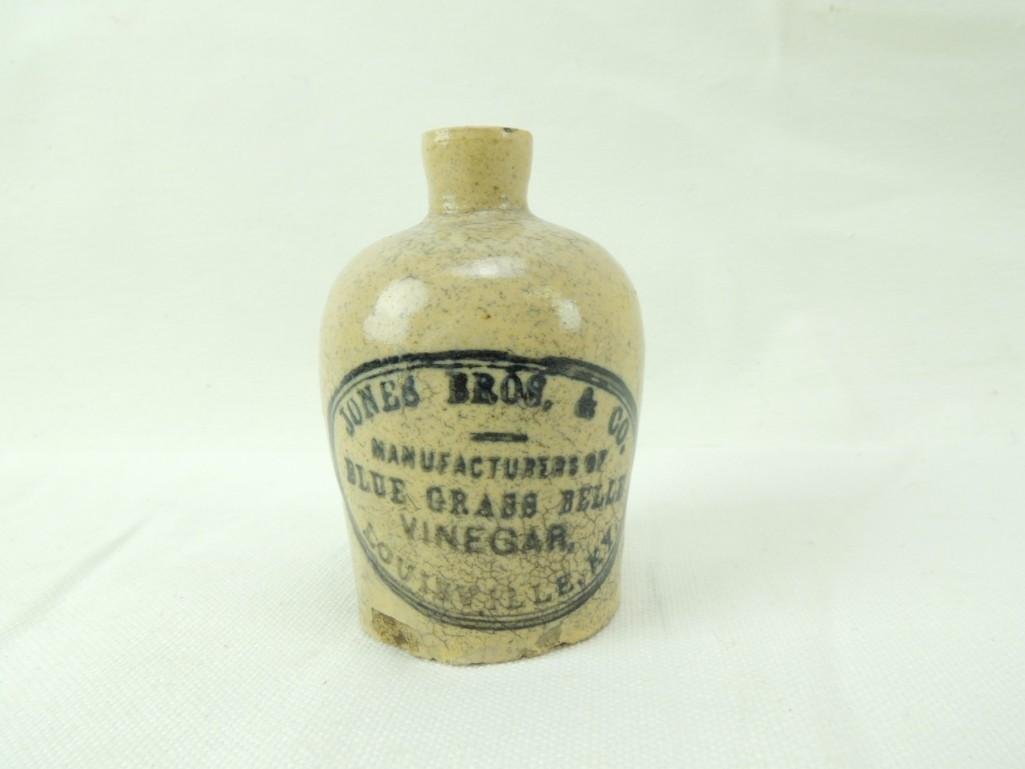 JONES BROS. & CO.
MANUFACTURERS OF
BLUE GRASS BELLE
VINEGAR,
LOUISVILLE, KY.